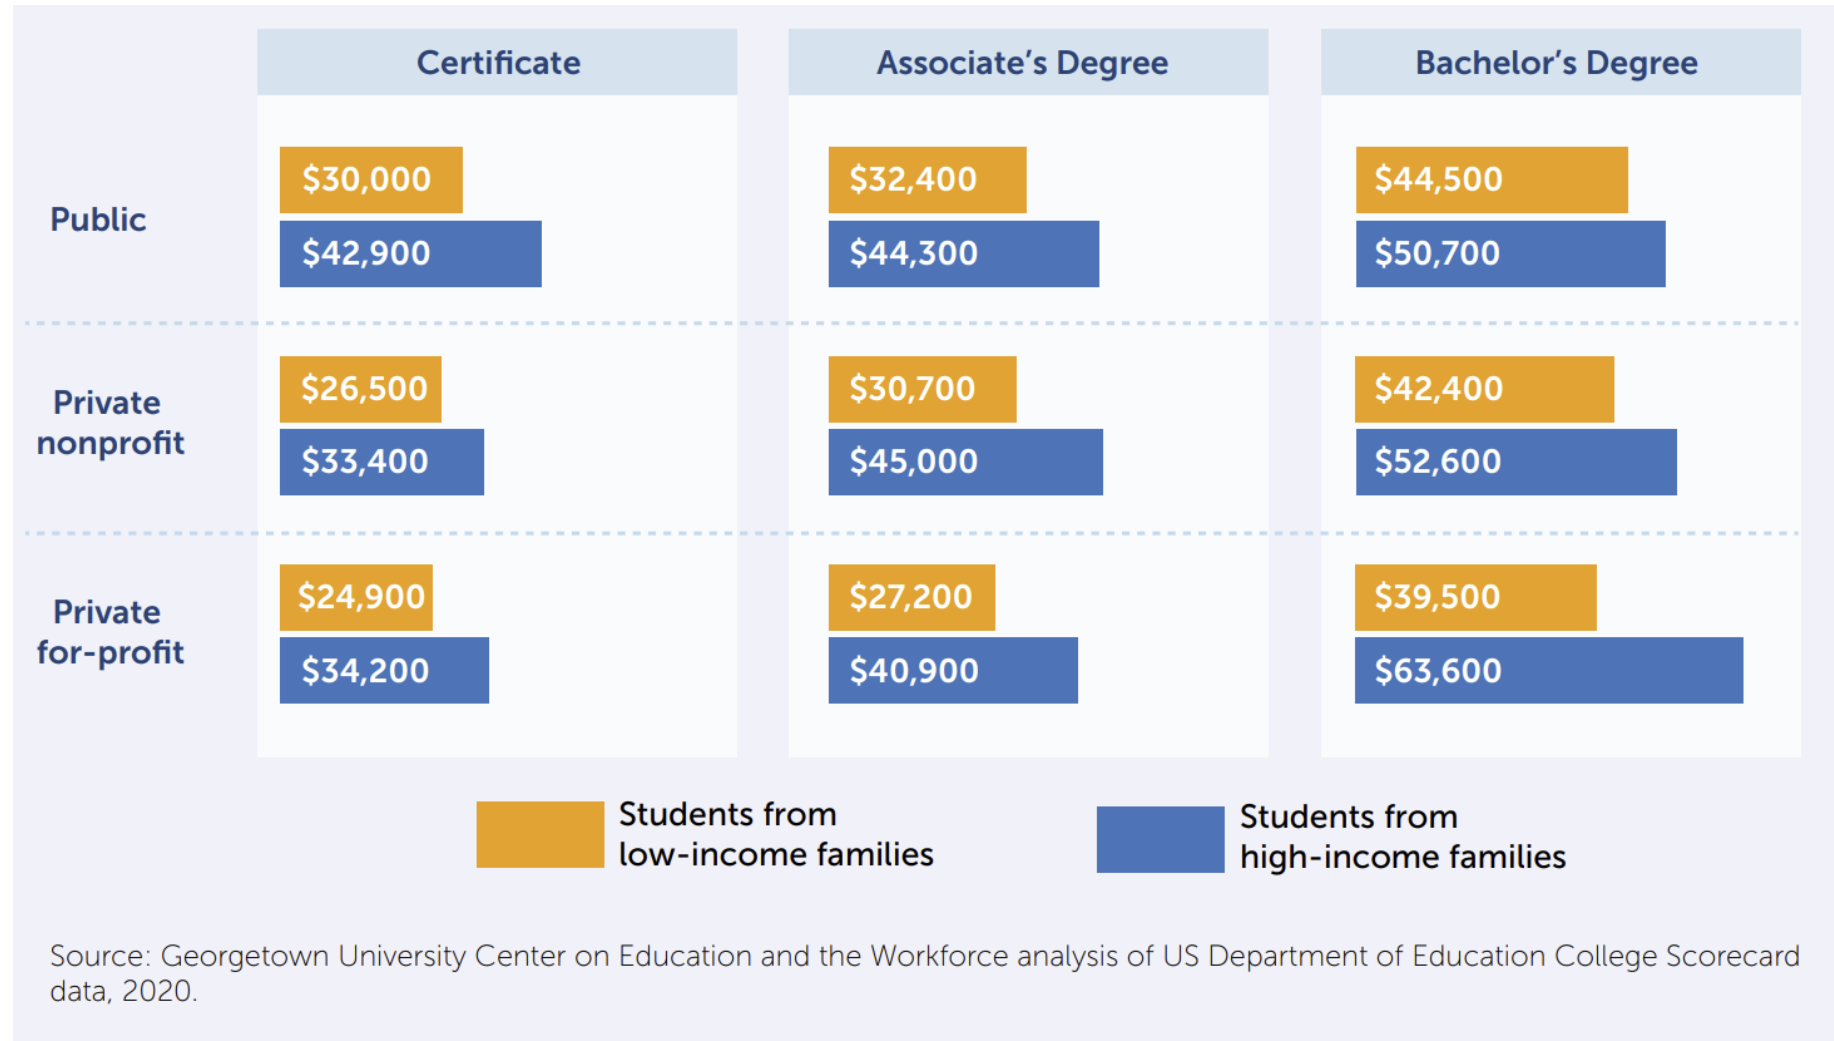 Certificate
Associate’s Degree
Bachelor’s Degree
Public
$30,000
$42,900
$32,400
$44,300
$44,500
$50,700
Private
nonprofit
$26,500
$33,400
$30,700
$45,000
$42,400
$52,600
Private
for-profit
$24,900
$34,200
$27,200
$40,900
$39,500
$63,600
Students from
low-income families
Students from
high-income families
Source: Georgetown University Center on Education and the Workforce analysis of US Department of Education College Scorecard
data, 2020.